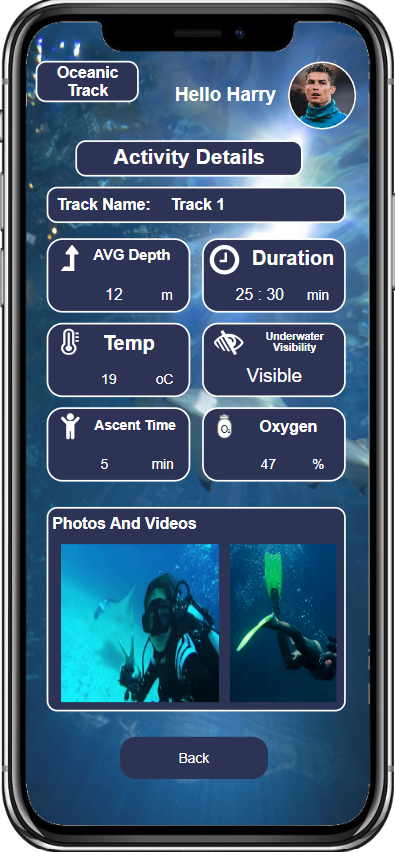 Oceanic
Track
Hello Harry
Activity Details
Track Name: Track 1
AVG Depth
12 m
Duration
25 : 30 min
Temp
19 oC
Underwater
Visibility
Visible
Ascent Time
5 min
O₂
Oxygen
47 %
Photos And Videos
Back